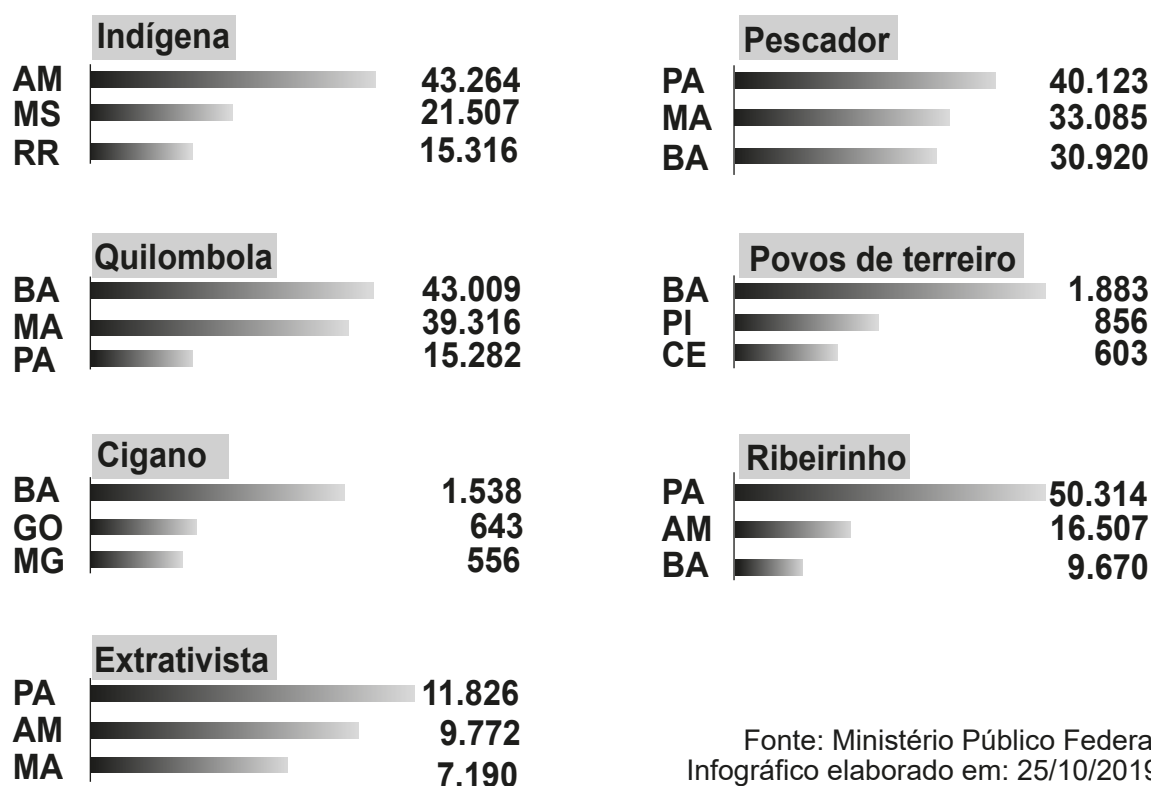 Indígena
AM 43.264
MS 21.507
RR 15.316
Pescador
PA 40.123
MA 33.085
BA 30.920
Quilombola
BA 43.009
MA 39.316
PA 15.282
Povos de terreiro
BA 1.883
PI 856
CE 603
Cigano
BA 1.538
GO 643
MG 556
Ribeirinho
PA 50.314
AM 16.507
BA 9.670
Extrativista
PA 11.826
AM 9.772
MA 7.190
Fonte: Ministério Público Federa
Infográfico elaborado em: 25/10/2019